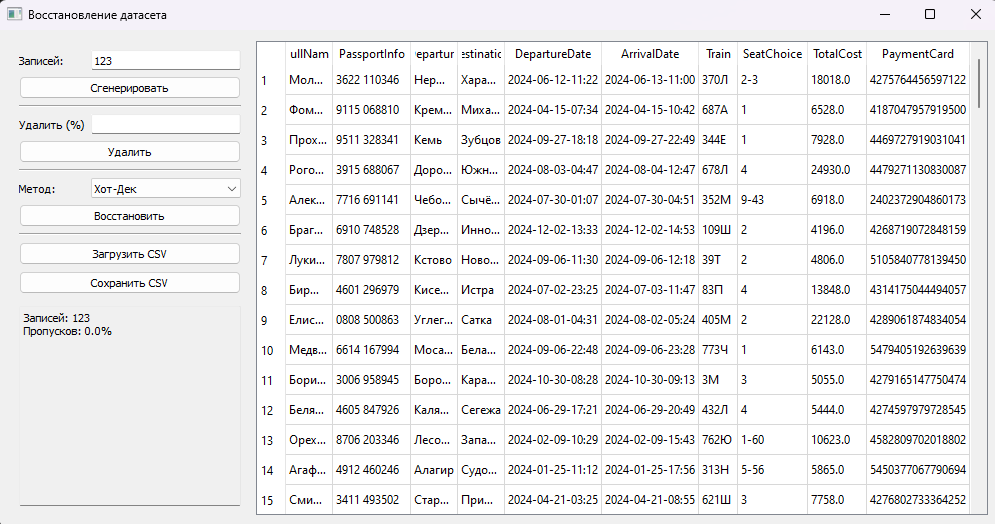 Восстановление датасета
Записей: 123
Сгенерировать
Удалить (%)
Удалить
Метод: Хот-Дек
Восстановить
Загрузить CSV
Сохранить CSV
Записей: 123
Пропусков: 0.0%
ullNam PassportInfo epartur estinatic DepartureDate ArrivalDate Train SeatChoice TotalCost PaymentCard
1 Мол... 3622 110346 Нер... Хара... 2024-06-12-11:22 2024-06-13-11:00 370Л 2-3 18018.0 4275764456597122
2 Фом... 9115 068810 Крем... Миха... 2024-04-15-07:34 2024-04-15-10:42 687А 1 6528.0 4187047957919500
3 Прох... 9511 328341 Кемь Зубцов 2024-09-27-18:18 2024-09-27-22:49 344Е 1 7928.0 4469727919031041
4 Рого... 3915 688067 Доро... Южн... 2024-08-03-04:47 2024-08-04-12:47 678Л 4 24930.0 4479271130830087
5 Алек... 7716 691141 Чебо... Сычё... 2024-07-30-01:07 2024-07-30-04:51 352М 9-43 6918.0 2402372904860173
6 Браг... 6910 748528 Дзер... Инно... 2024-12-02-13:33 2024-12-02-14:53 109Ш 2 4196.0 4268719072848159
7 Луки... 7807 979812 Кстово Ново... 2024-09-06-11:30 2024-09-06-12:18 39Т 2 4806.0 5105840778139450
8 Бир... 4601 296979 Кисе... Истра 2024-07-02-23:25 2024-07-03-11:47 83П 4 13848.0 4314175044494057
9 Елис... 0808 500863 Углег... Сатка 2024-08-01-04:31 2024-08-02-05:24 405М 2 22128.0 4289061874834054
10 Медв... 6614 167994 Моса... Бела... 2024-09-06-22:48 2024-09-06-23:28 773Ч 1 6143.0 5479405192639639
11 Бори... 3006 958945 Боро... Кара... 2024-10-30-08:28 2024-10-30-09:13 3М 3 5055.0 4279165147750474
12 Беля... 4605 847926 Каля... Сегежа 2024-06-29-17:21 2024-06-29-20:49 432Л 4 5444.0 4274597979728545
13 Орех... 8706 203346 Лесо... Запа... 2024-02-09-10:29 2024-02-09-15:43 762Ю 1-60 10623.0 4582809702018802
14 Агаф... 4912 460246 Алагир Судо... 2024-01-25-11:12 2024-01-25-17:56 313Н 5-56 5865.0 5450377067790694
15 Сми... 3411 493502 Стар... При... 2024-04-21-03:25 2024-04-21-08:55 621Ш 3 7758.0 4276802733364252